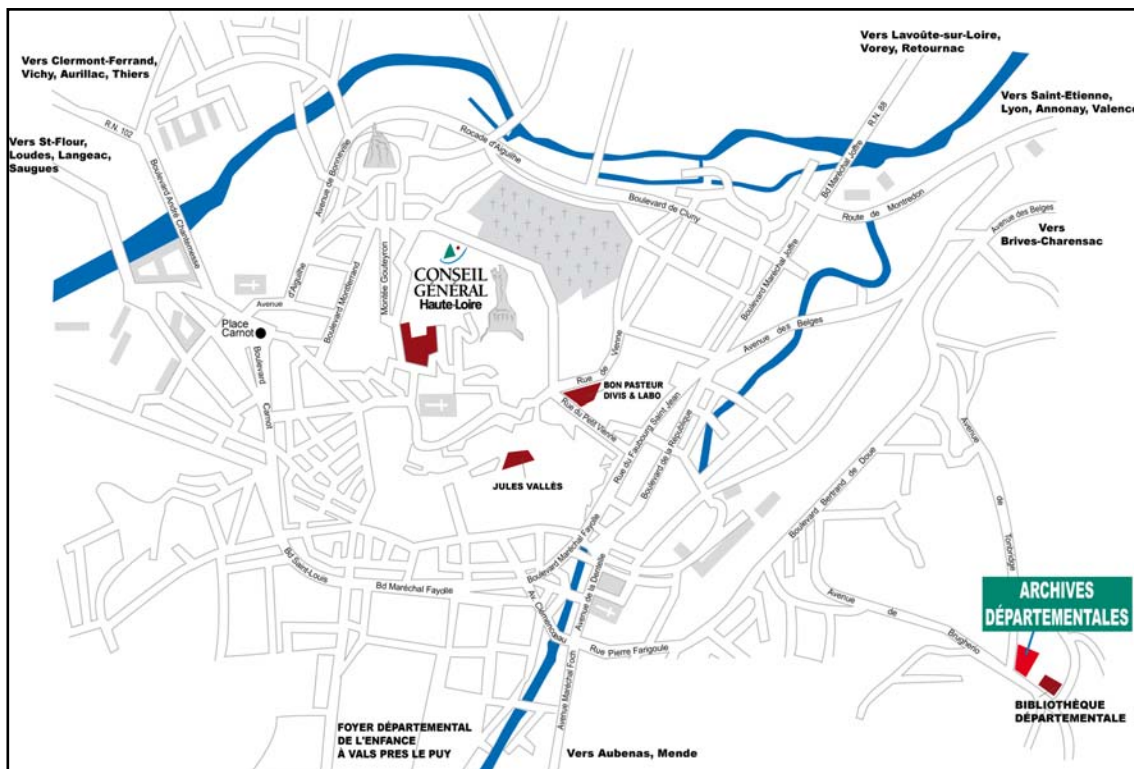 Vers Clermont-Ferrand,
Vichy, Aurillac, Thiers
Vers Lavoûte-sur-Loire,
Vorey, Retournac
Vers Saint-Etienne,
Lyon, Annonay, Valence
R.N. 102
R.N. 88
Vers St-Flour,
Loudes, Langeac,
Saugues
Boulevard André Chantemesse
Avenue de Bonneville
Rocade d'Aiguilhe
Boulevard de Cluny
Bd Maréchal Joffre
Route de Montredon
Avenue des Belges
Vers
Brives-Charensac
CONSEIL
GÉNÉRAL
Haute-Loire
Montée Gouteyron
Boulevard Montferrand
Avenue
d'Aiguilhe
Place
Carnot
Boulevard
Carnot
Boulevard Maréchal Joffre
Avenue des Belges
Rue de Vienne
BON PASTEUR
DIVIS & LABO
Rue du Petit Vienne
Rue du Faubourg Saint Jean
Boulevard de la République
JULES VALLÈS
Boulevard Bertrand de Doue
Avenue
de
Tonbridge
Bd Saint-Louis
Bd Maréchal Fayolle
Boulevard Maréchal Fayolle
Avenue de la Dentelle
Av. Clémenceau
Rue Pierre Farigoule
Avenue Maréchal Foch
Avenue
de
Brugherio
ARCHIVES
DÉPARTEMENTALES
BIBLIOTHÈQUE
DÉPARTEMENTALE
FOYER DÉPARTEMENTAL
DE L'ENFANCE
À VALS PRES LE PUY
Vers Aubenas, Mende